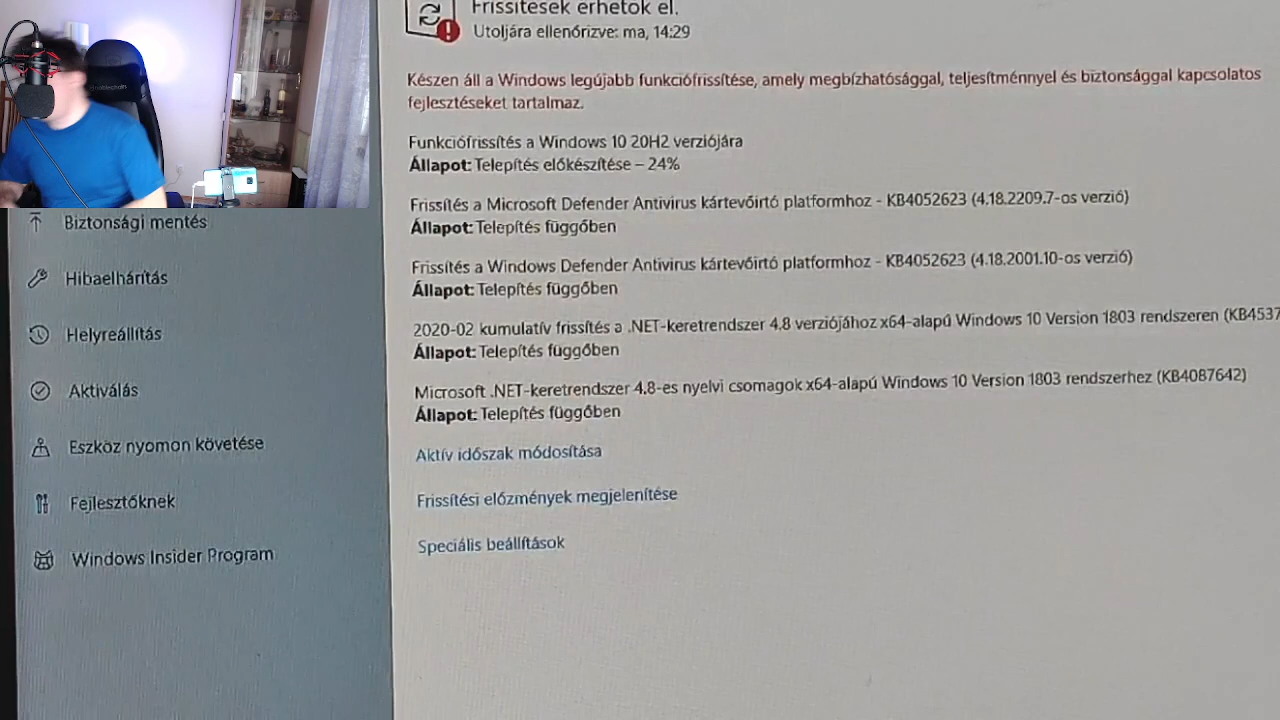 Frissítések érhetők el.
Utoljára ellenőrizve: ma, 14:29
Készen áll a Windows legújabb funkciófrissítése, amely megbízhatósággal, teljesítménnyel és biztonsággal kapcsolatos
fejlesztéseket tartalmaz.
Funkciófrissítés a Windows 10 20H2 verziójára
Állapot: Telepítés előkészítése – 24%
Frissítés a Microsoft Defender Antivirus kártevőirtó platformhoz - KB4052623 (4.18.2209.7-os verzió)
Állapot: Telepítés függőben
Frissítés a Windows Defender Antivirus kártevőirtó platformhoz - KB4052623 (4.18.2001.10-os verzió)
Állapot: Telepítés függőben
2020-02 kumulatív frissítés a .NET-keretrendszer 4.8 verziójához x64-alapú Windows 10 Version 1803 rendszeren (KB4537
Állapot: Telepítés függőben
Microsoft .NET-keretrendszer 4.8-es nyelvi csomagok x64-alapú Windows 10 Version 1803 rendszerhez (KB4087642)
Állapot: Telepítés függőben
Aktív időszak módosítása
Frissítési előzmények megjelenítése
Speciális beállítások
Biztonsági mentés
Hibaelhárítás
Helyreállítás
Aktiválás
Eszköz nyomon követése
Fejlesztőknek
Windows Insider Program